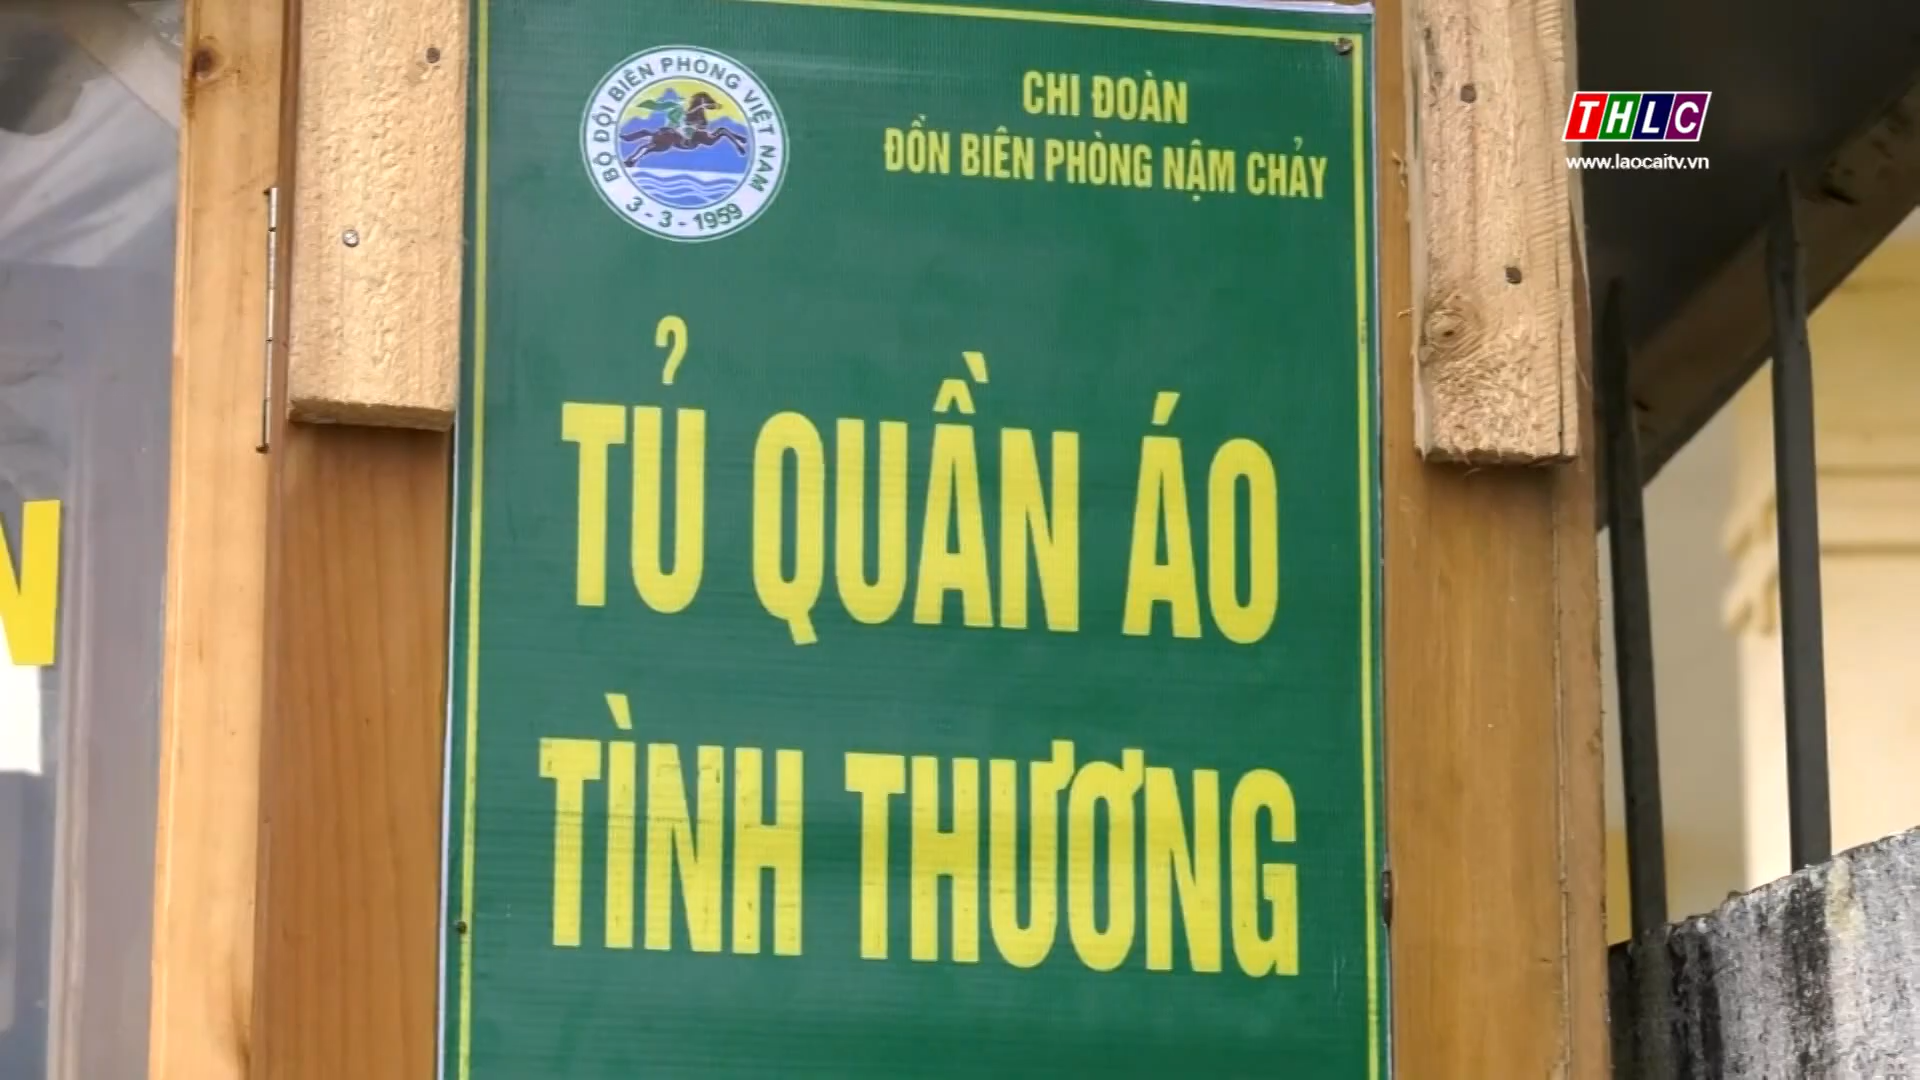 BỘ ĐỘI BIÊN PHÒNG VIỆT NAM
3 - 3 - 1959
CHI ĐOÀN
ĐỒN BIÊN PHÒNG NẬM CHẢY
THLC
www.laocaitv.vn
TỦ QUẦN ÁO
TÌNH THƯƠNG
N